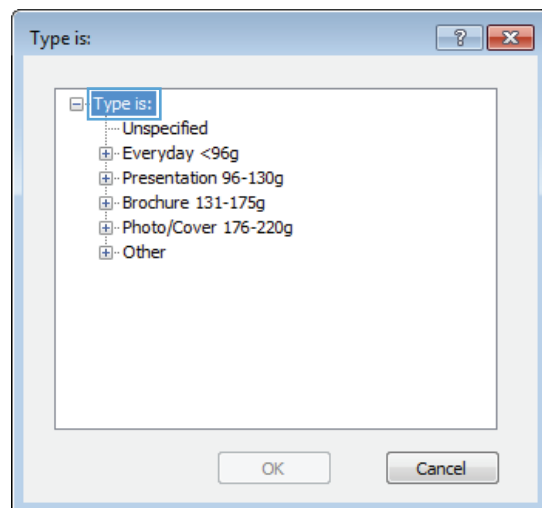 Type is:
?
Type is:
Unspecified
Everyday <96g
Presentation 96-130g
Brochure 131-175g
Photo/Cover 176-220g
Other
OK
Cancel